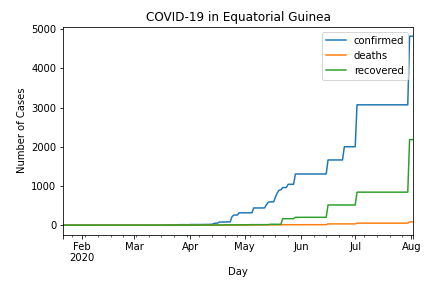 COVID-19 in Equatorial Guinea
5000
4000
3000
2000
1000
0
Number of Cases
confirmed
deaths
recovered
Feb
2020
Mar
Apr
May
Jun
Jul
Aug
Day